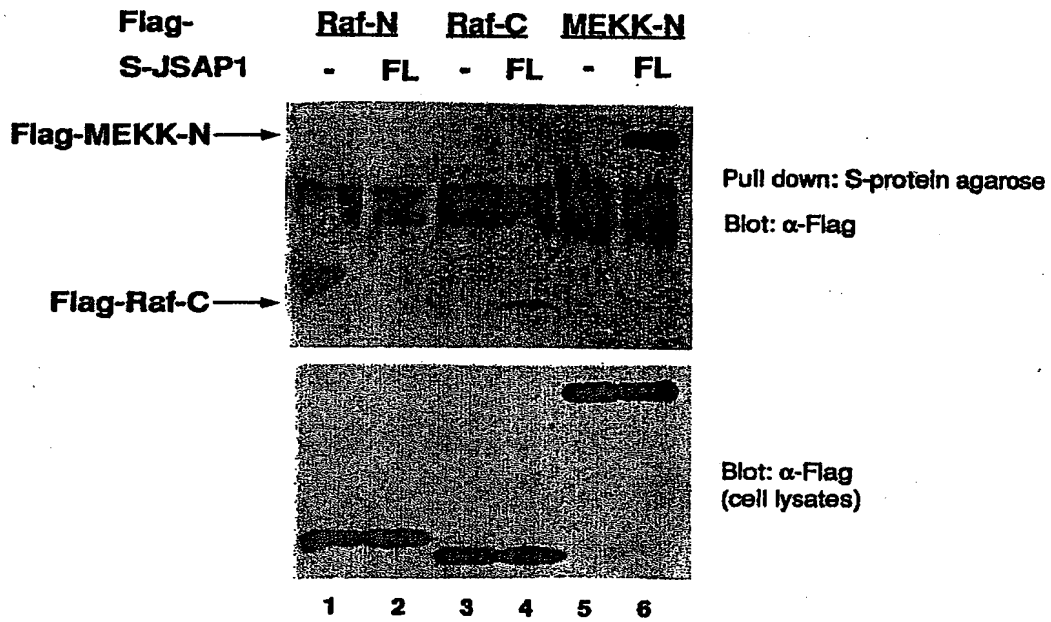 Flag- Raf-N Raf-C MEKK-N
S-JSAP1 - FL - FL - FL
Flag-MEKK-N
Pull down: S-protein agarose
Blot: α-Flag
Flag-Raf-C
Blot: α-Flag
(cell lysates)
1 2 3 4 5 6